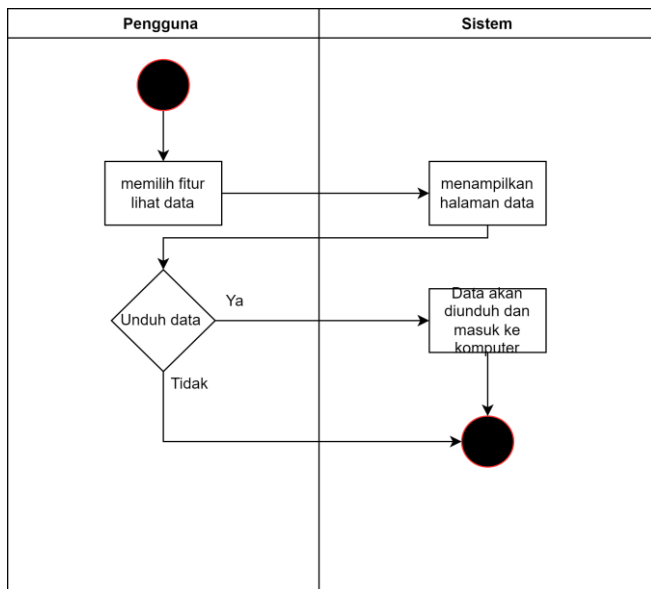 Pengguna
Sistem
memilih fitur
lihat data
menampilkan
halaman data
Unduh data
Ya
Data akan
diunduh dan
masuk ke
komputer
Tidak